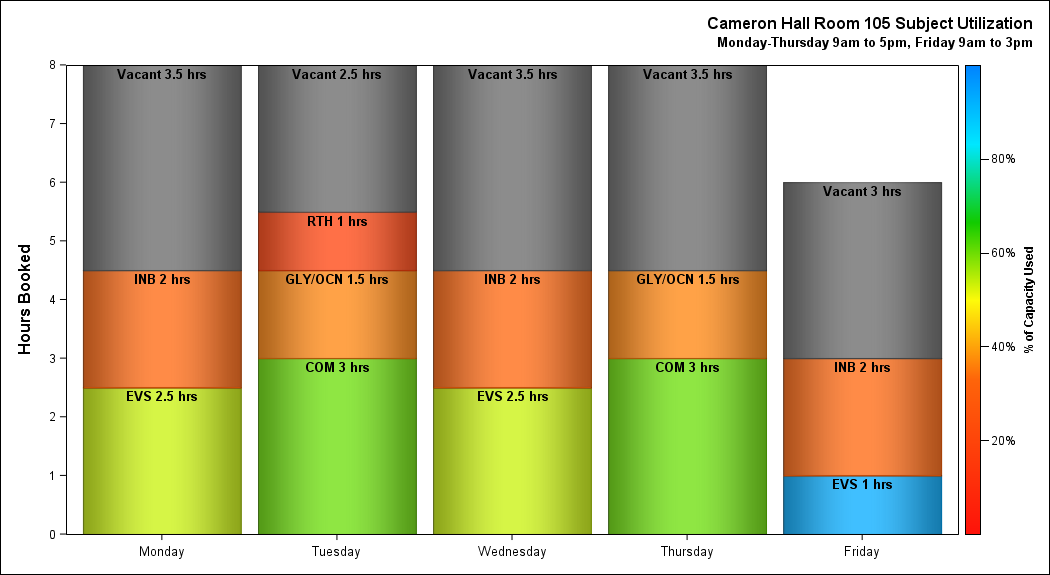 Cameron Hall Room 105 Subject Utilization
Monday-Thursday 9am to 5pm, Friday 9am to 3pm
Hours Booked
8
7
6
5
4
3
2
1
0
Vacant 3.5 hrs
INB 2 hrs
EVS 2.5 hrs
Vacant 2.5 hrs
RTH 1 hrs
GLY/OCN 1.5 hrs
COM 3 hrs
Vacant 3.5 hrs
INB 2 hrs
EVS 2.5 hrs
Vacant 3.5 hrs
GLY/OCN 1.5 hrs
COM 3 hrs
Vacant 3 hrs
INB 2 hrs
EVS 1 hrs
Monday
Tuesday
Wednesday
Thursday
Friday
80%
60%
40%
20%
% of Capacity Used